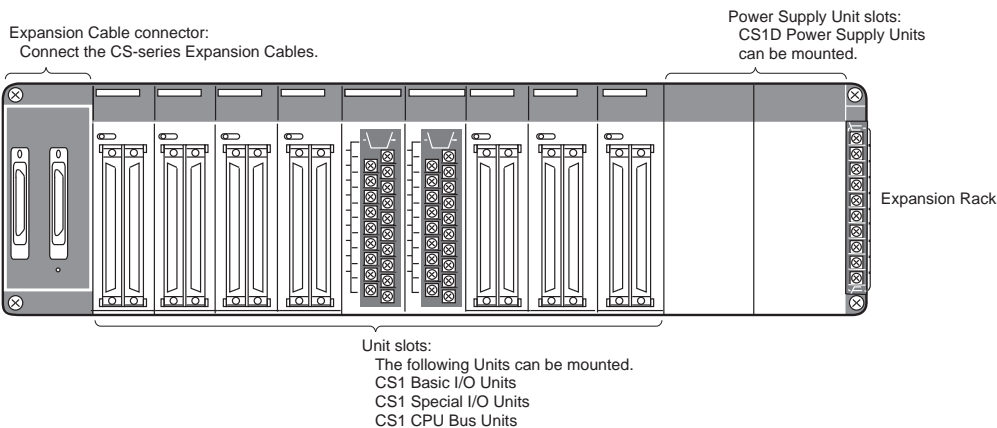 Expansion Cable connector:
Connect the CS-series Expansion Cables.
Power Supply Unit slots:
CS1D Power Supply Units
can be mounted.
Expansion Rack
Unit slots:
The following Units can be mounted.
CS1 Basic I/O Units
CS1 Special I/O Units
CS1 CPU Bus Units